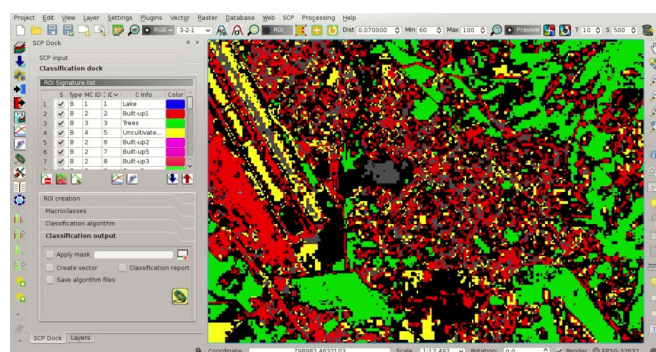 Project Edit View Layer Settings Plugins Vector Raster Database Web SCP Processing Help
RGB = 3-2-1 ROI Dist 0.070000 Min 60 Max 100 Preview T 10 S 500
SCP Dock
SCP input
Classification dock
ROI Signature list
S Type MC ID C Info Color
1 B 1 1 Lake
2 B 2 2 Built-up1
3 B 3 3 Trees
4 B 4 5 Uncultivate...
5 B 2 6 Built-up2
6 B 2 7 Built-up5
7 B 2 8 Built-up3
ROI creation
Macroclasses
Classification algorithm
Classification output
Apply mask
Create vector Classification report
Save algorithm files
SCP Dock Layers
Coordinate: Scale 1:12,492 Rotation: 0.0 Render EPSG:32632